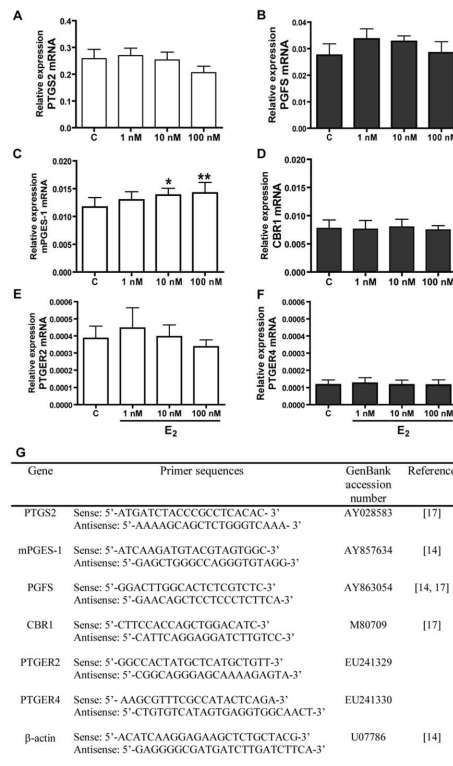 A
Relative expression
PTGS2 mRNA
0.4
0.3
0.2
0.1
0.0
C 1 nM 10 nM 100 nM
B
Relative expression
PGFS mRNA
0.04
0.03
0.02
0.01
0.00
C 1 nM 10 nM 100 nM
C
Relative expression
mPGES-1 mRNA
0.020
0.015
0.010
0.005
0.000
* **
C 1 nM 10 nM 100 nM
D
Relative expression
CBR1 mRNA
0.020
0.015
0.010
0.005
0.000
C 1 nM 10 nM 100 nM
E
Relative expression
PTGER2 mRNA
0.0006
0.0005
0.0004
0.0003
0.0002
0.0001
0.0000
C 1 nM 10 nM 100 nM
E2
F
Relative expression
PTGER4 mRNA
0.0006
0.0005
0.0004
0.0003
0.0002
0.0001
0.0000
C 1 nM 10 nM 100 nM
E2
G
Gene Primer sequences GenBank Reference
accession
number
PTGS2 Sense: 5’-ATGATCTACCCGCCTCACAC- 3’ AY028583 [17]
Antisense: 5’-AAAAGCAGCTCTGGGTCAAA- 3’
mPGES-1 Sense: 5’-ATCAAGATGTACGTAGTGGC-3’ AY857634 [14]
Antisense: 5’-GAGCTGGGCCAGGGTGTAGG-3’
PGFS Sense: 5’-GGACTTGGCACTCTCGTCTC-3’ AY863054 [14, 17]
Antisense: 5’-GAACAGCTCCTCCCTCTTCA-3’
CBR1 Sense: 5’-CTTCCACCAGCTGGACATC-3’ M80709 [17]
Antisense: 5’-CATTCAGGAGGATCTTGTCC-3’
PTGER2 Sense: 5’-GGCCACTATGCTCATGCTGTT-3’ EU241329
Antisense: 5’-CGGCAGGGAGCAAAAGAGTA-3’
PTGER4 Sense: 5’- AAGCGTTTCGCCATACTCAGA-3’ EU241330
Antisense: 5’-CTGTGTCATAGTGAGGTGGCAACT-3’
β-actin Sense: 5’-ACATCAAGGAGAAGCTCTGCTACG-3’ U07786 [14]
Antisense: 5’-GAGGGGCGATGATCTTGATCTTCA-3’